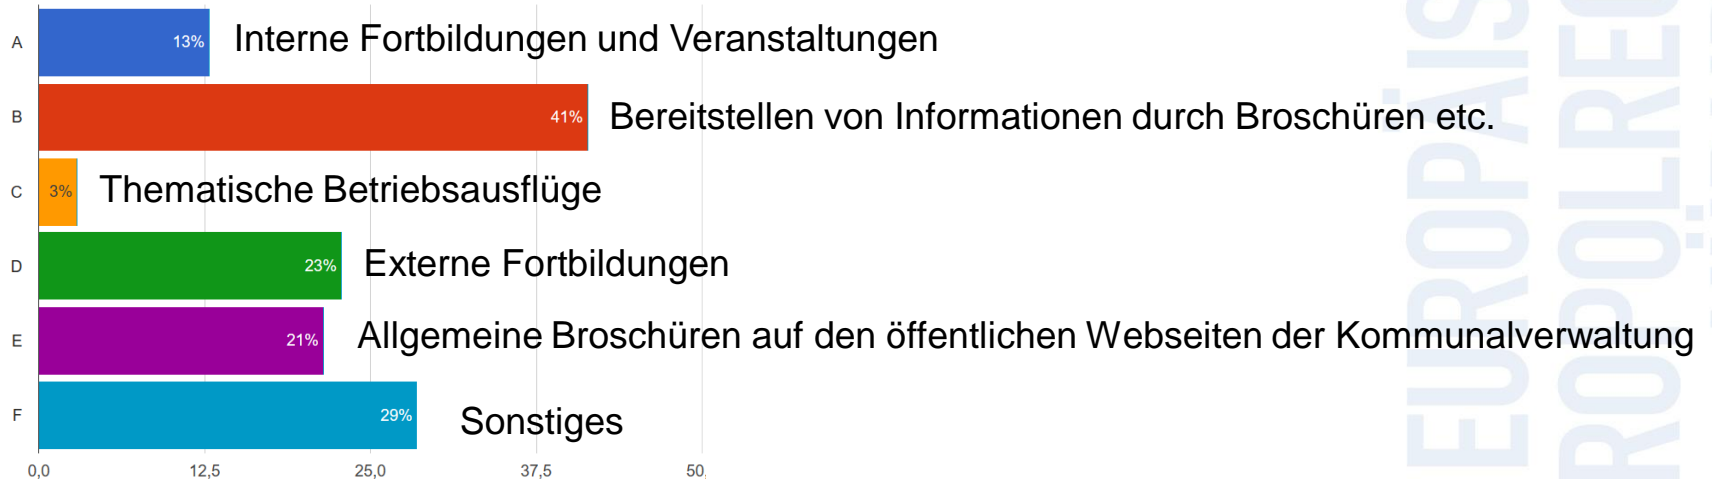 A 13% Interne Fortbildungen und Veranstaltungen
B 41% Bereitstellen von Informationen durch Broschüren etc.
C 3% Thematische Betriebsausflüge
D 23% Externe Fortbildungen
E 21% Allgemeine Broschüren auf den öffentlichen Webseiten der Kommunalverwaltung
F 29% Sonstiges
0,0 12,5 25,0 37,5 50,
EUROPÄIS
ROPÓLREC